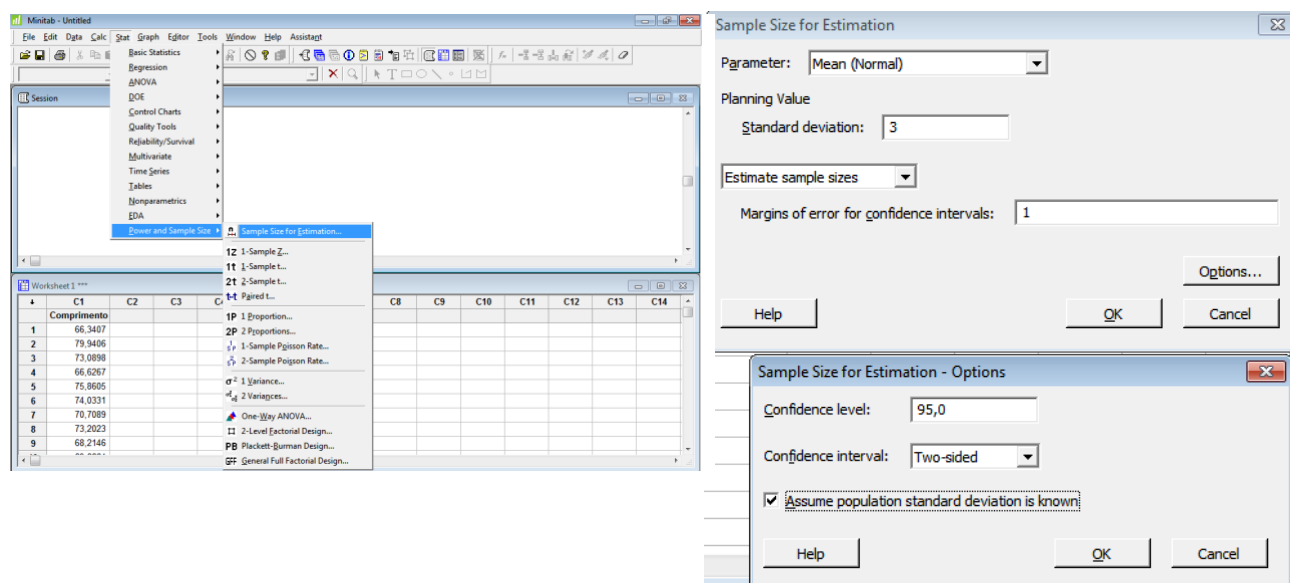 Minitab - Untitled
File Edit Data Calc Stat Graph Editor Tools Window Help Assistant
Basic Statistics
Regression
ANOVA
DOE
Control Charts
Quality Tools
Reliability/Survival
Multivariate
Time Series
Tables
Nonparametrics
EDA
Power and Sample Size
Sample Size for Estimation...
1Z 1-Sample Z...
1t 1-Sample t...
2t 2-Sample t...
t-t Paired t...
1P 1 Proportion...
2P 2 Proportions...
1-Sample Poisson Rate...
2-Sample Poisson Rate...
σ² 1 Variance...
2 Variances...
One-Way ANOVA...
2-Level Factorial Design...
PB Plackett-Burman Design...
GFF General Full Factorial Design...
Session
Worksheet 1 ***
C1 C2 C3 C8 C9 C10 C11 C12 C13 C14
Comprimento
1 66,3407
2 79,9406
3 73,0898
4 66,6267
5 75,8605
6 74,0331
7 70,7089
8 73,2023
9 68,2146
Sample Size for Estimation
Parameter: Mean (Normal)
Planning Value
Standard deviation: 3
Estimate sample sizes
Margins of error for confidence intervals: 1
Options...
Help OK Cancel
Sample Size for Estimation - Options
Confidence level: 95,0
Confidence interval: Two-sided
Assume population standard deviation is known
Help OK Cancel